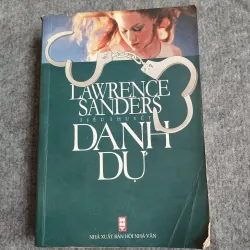 LAWRENCE
SANDERS
TIỂU THUYẾT
DANH
DỰ
NHÀ XUẤT BẢN HỘI NHÀ VĂN